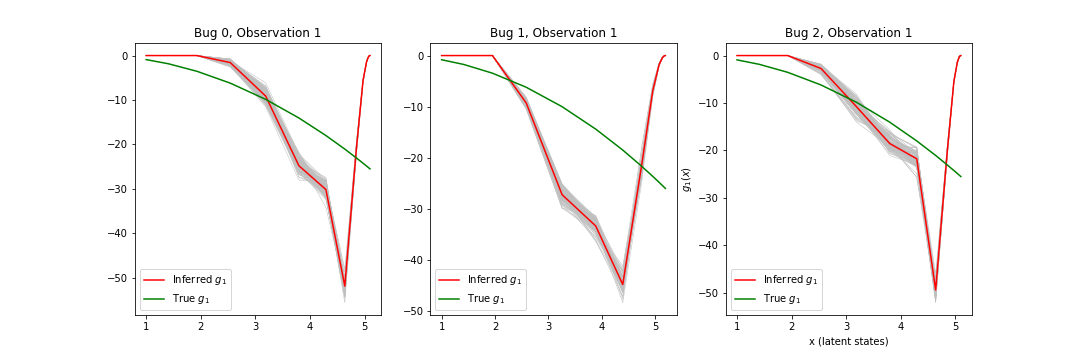 Bug 0, Observation 1
0
−10
−20
−30
−40
−50
1 2 3 4 5
Inferred g₁
True g₁
Bug 1, Observation 1
0
−10
−20
−30
−40
−50
1 2 3 4 5
Inferred g₁
True g₁
Bug 2, Observation 1
g₁(x)
0
−10
−20
−30
−40
−50
1 2 3 4 5
x (latent states)
Inferred g₁
True g₁